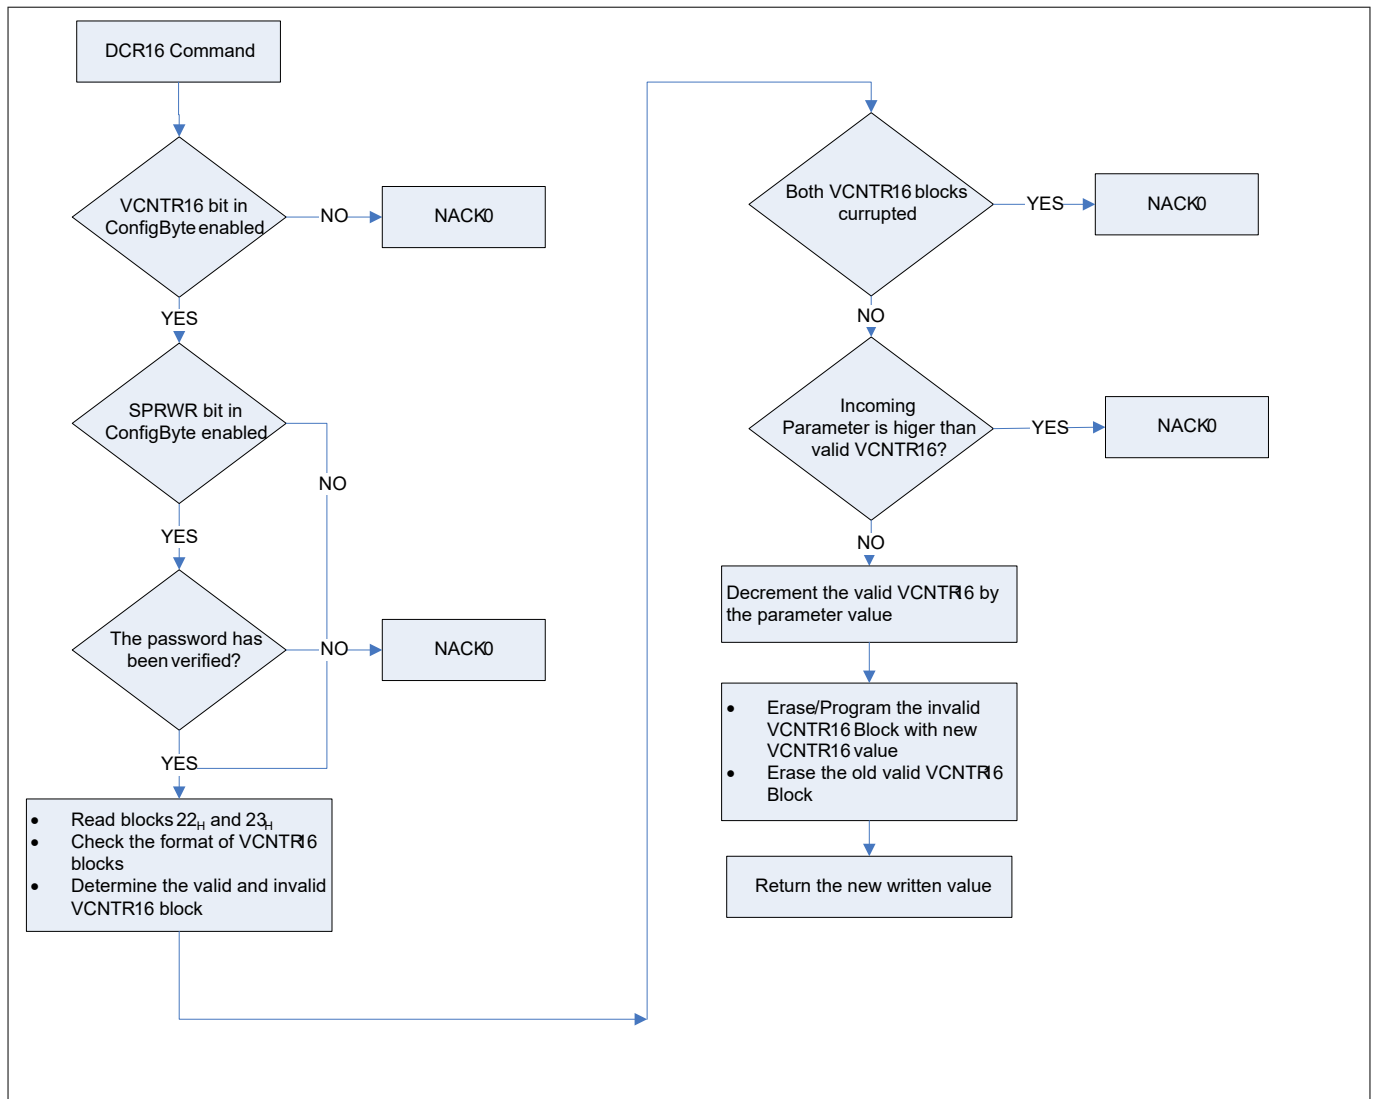 DCR16 Command
VCNTR16 bit in
ConfigByte enabled
NO
NACK0
YES
SPRWR bit in
ConfigByte enabled
NO
YES
The password has
been verified?
NO
NACK0
YES
• Read blocks 22H and 23H
• Check the format of VCNTR16
blocks
• Determine the valid and invalid
VCNTR16 block
Both VCNTR16 blocks
currupted
YES
NACK0
NO
Incoming
Parameter is higer than
valid VCNTR16?
YES
NACK0
NO
Decrement the valid VCNTR16 by
the parameter value
• Erase/Program the invalid
VCNTR16 Block with new
VCNTR16 value
• Erase the old valid VCNTR16
Block
Return the new written value